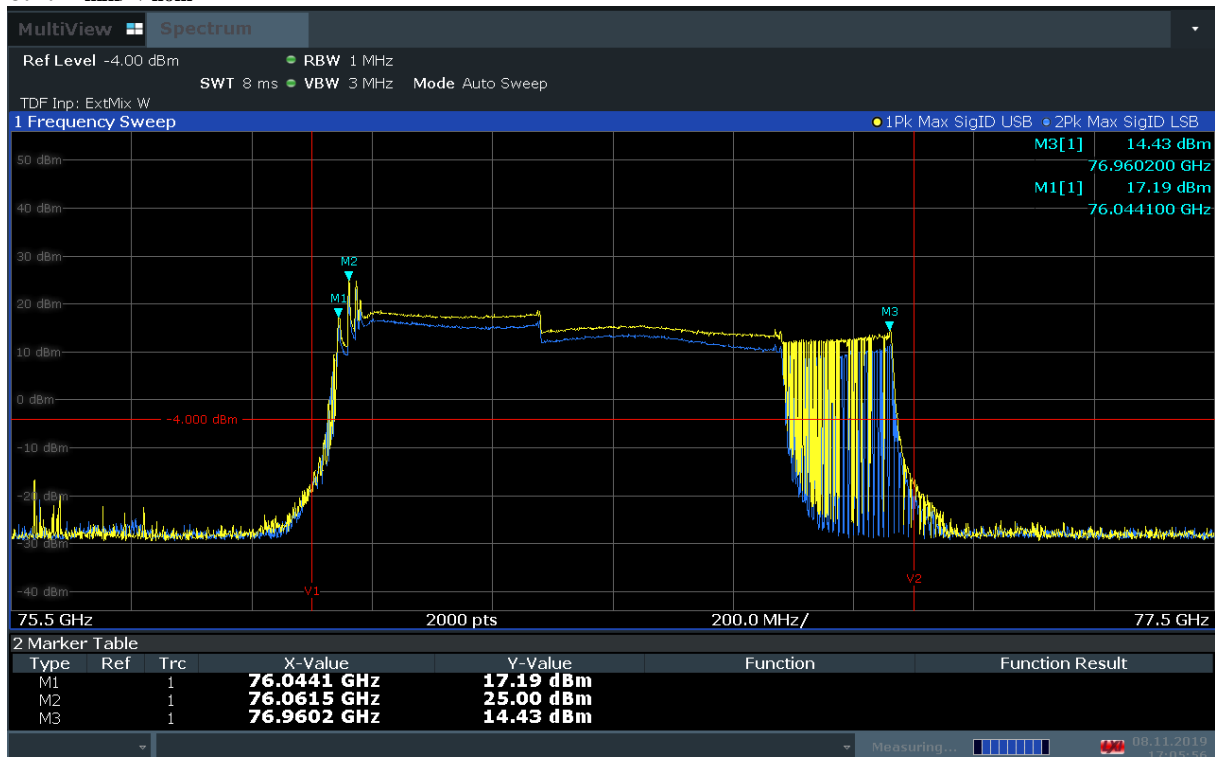 MultiView Spectrum
Ref Level -4.00 dBm RBW 1 MHz
SWT 8 ms VBW 3 MHz Mode Auto Sweep
TDF Inp: ExtMix W
1 Frequency Sweep 1Pk Max SigID USB 2Pk Max SigID LSB
M3[1] 14.43 dBm
76.960200 GHz
M1[1] 17.19 dBm
76.044100 GHz
50 dBm
40 dBm
30 dBm
M2
20 dBm
M1
M3
10 dBm
0 dBm
-4.000 dBm
-10 dBm
-20 dBm
-30 dBm
-40 dBm
V1
V2
75.5 GHz 2000 pts 200.0 MHz/ 77.5 GHz
2 Marker Table
Type Ref Trc X-Value Y-Value Function Function Result
M1 1 76.0441 GHz 17.19 dBm
M2 1 76.0615 GHz 25.00 dBm
M3 1 76.9602 GHz 14.43 dBm
Measuring... 08.11.2019